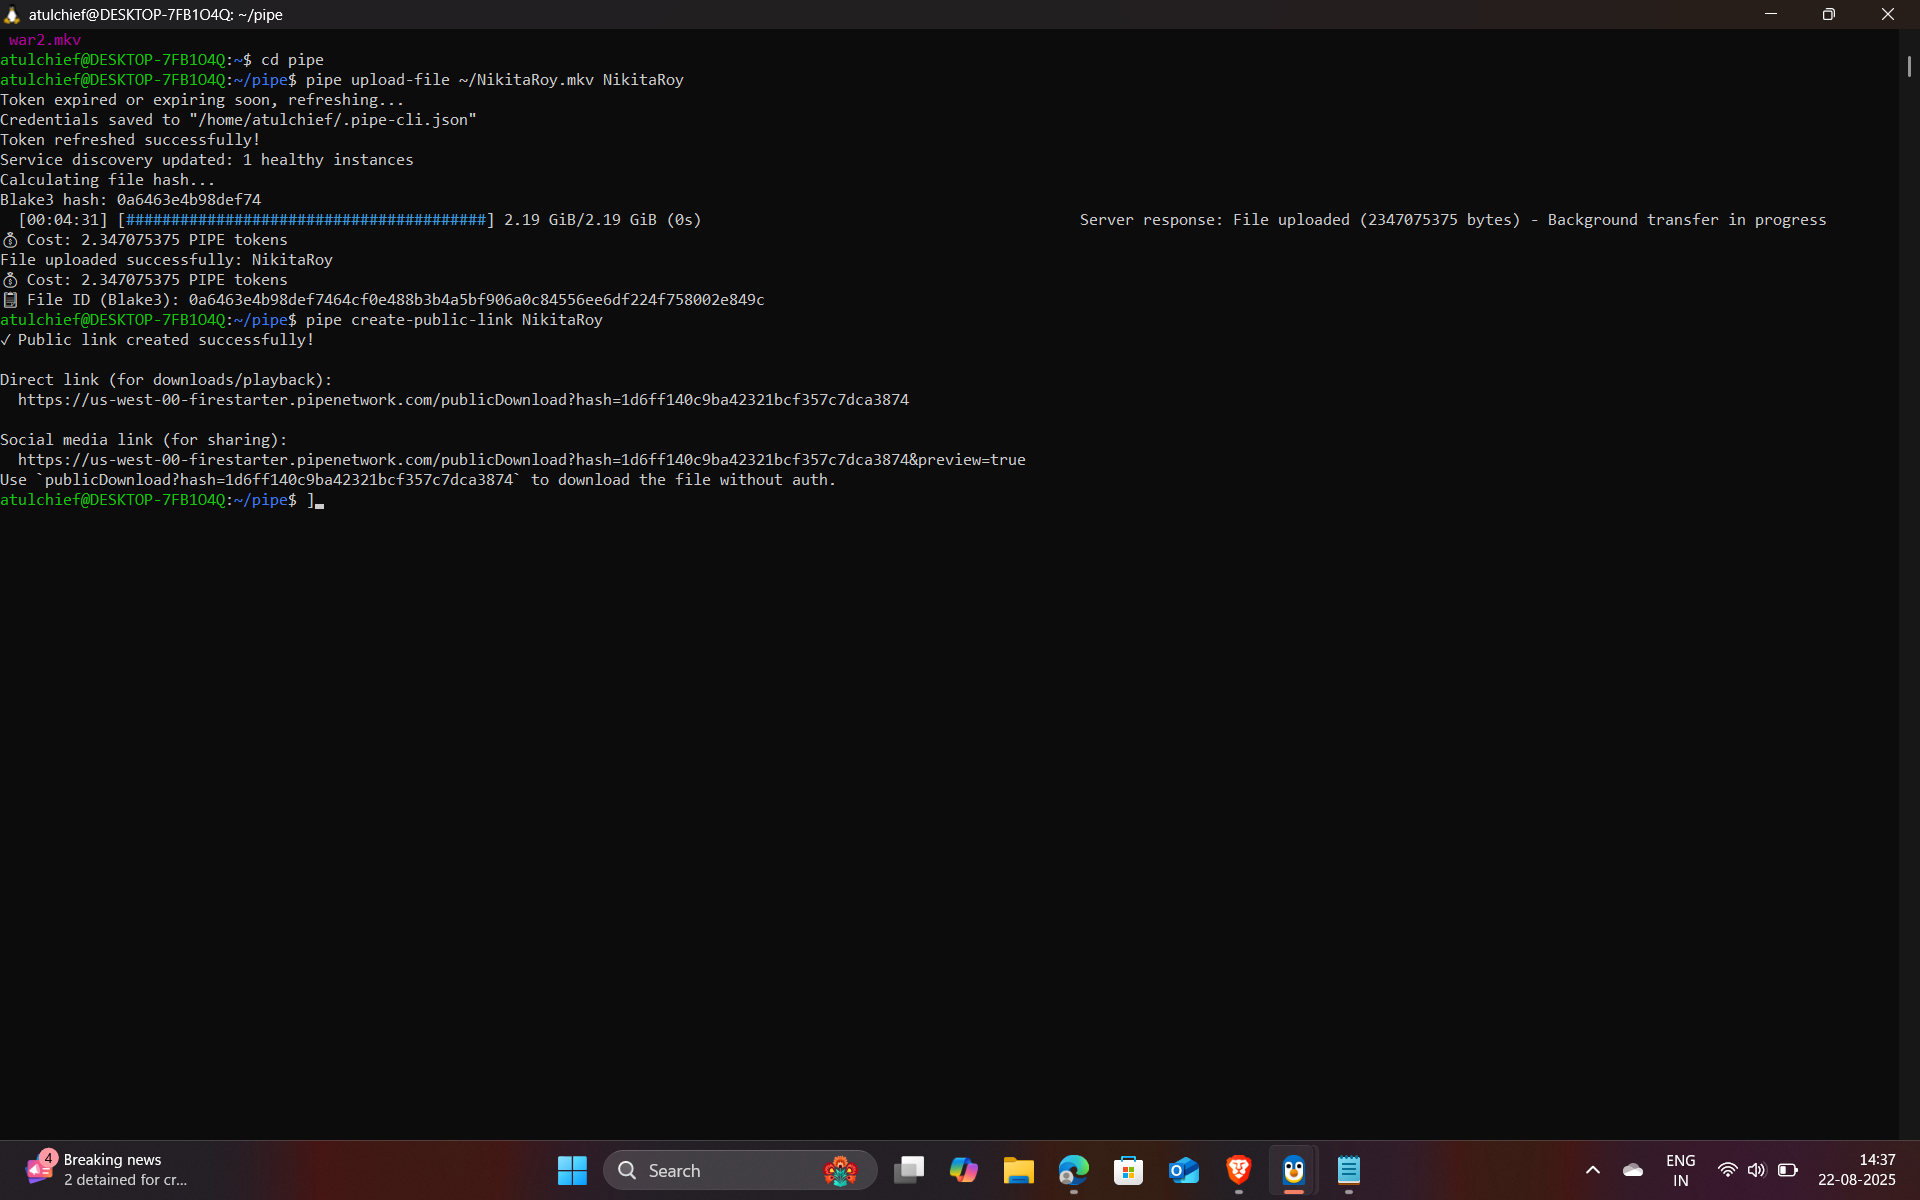 atulchief@DESKTOP-7FB1O4Q: ~/pipe
war2.mkv
atulchief@DESKTOP-7FB1O4Q:~$ cd pipe
atulchief@DESKTOP-7FB1O4Q:~/pipe$ pipe upload-file ~/NikitaRoy.mkv NikitaRoy
Token expired or expiring soon, refreshing...
Credentials saved to "/home/atulchief/.pipe-cli.json"
Token refreshed successfully!
Service discovery updated: 1 healthy instances
Calculating file hash...
Blake3 hash: 0a6463e4b98def74
[00:04:31] [########################################] 2.19 GiB/2.19 GiB (0s) Server response: File uploaded (2347075375 bytes) - Background transfer in progress
💰 Cost: 2.347075375 PIPE tokens
File uploaded successfully: NikitaRoy
💰 Cost: 2.347075375 PIPE tokens
📋 File ID (Blake3): 0a6463e4b98def7464cf0e488b3b4a5bf906a0c84556ee6df224f758002e849c
atulchief@DESKTOP-7FB1O4Q:~/pipe$ pipe create-public-link NikitaRoy
✓ Public link created successfully!
Direct link (for downloads/playback):
https://us-west-00-firestarter.pipenetwork.com/publicDownload?hash=1d6ff140c9ba42321bcf357c7dca3874
Social media link (for sharing):
https://us-west-00-firestarter.pipenetwork.com/publicDownload?hash=1d6ff140c9ba42321bcf357c7dca3874&preview=true
Use `publicDownload?hash=1d6ff140c9ba42321bcf357c7dca3874` to download the file without auth.
atulchief@DESKTOP-7FB1O4Q:~/pipe$ ]
4
Breaking news
2 detained for cr...
Search
ENG
IN
14:37
22-08-2025